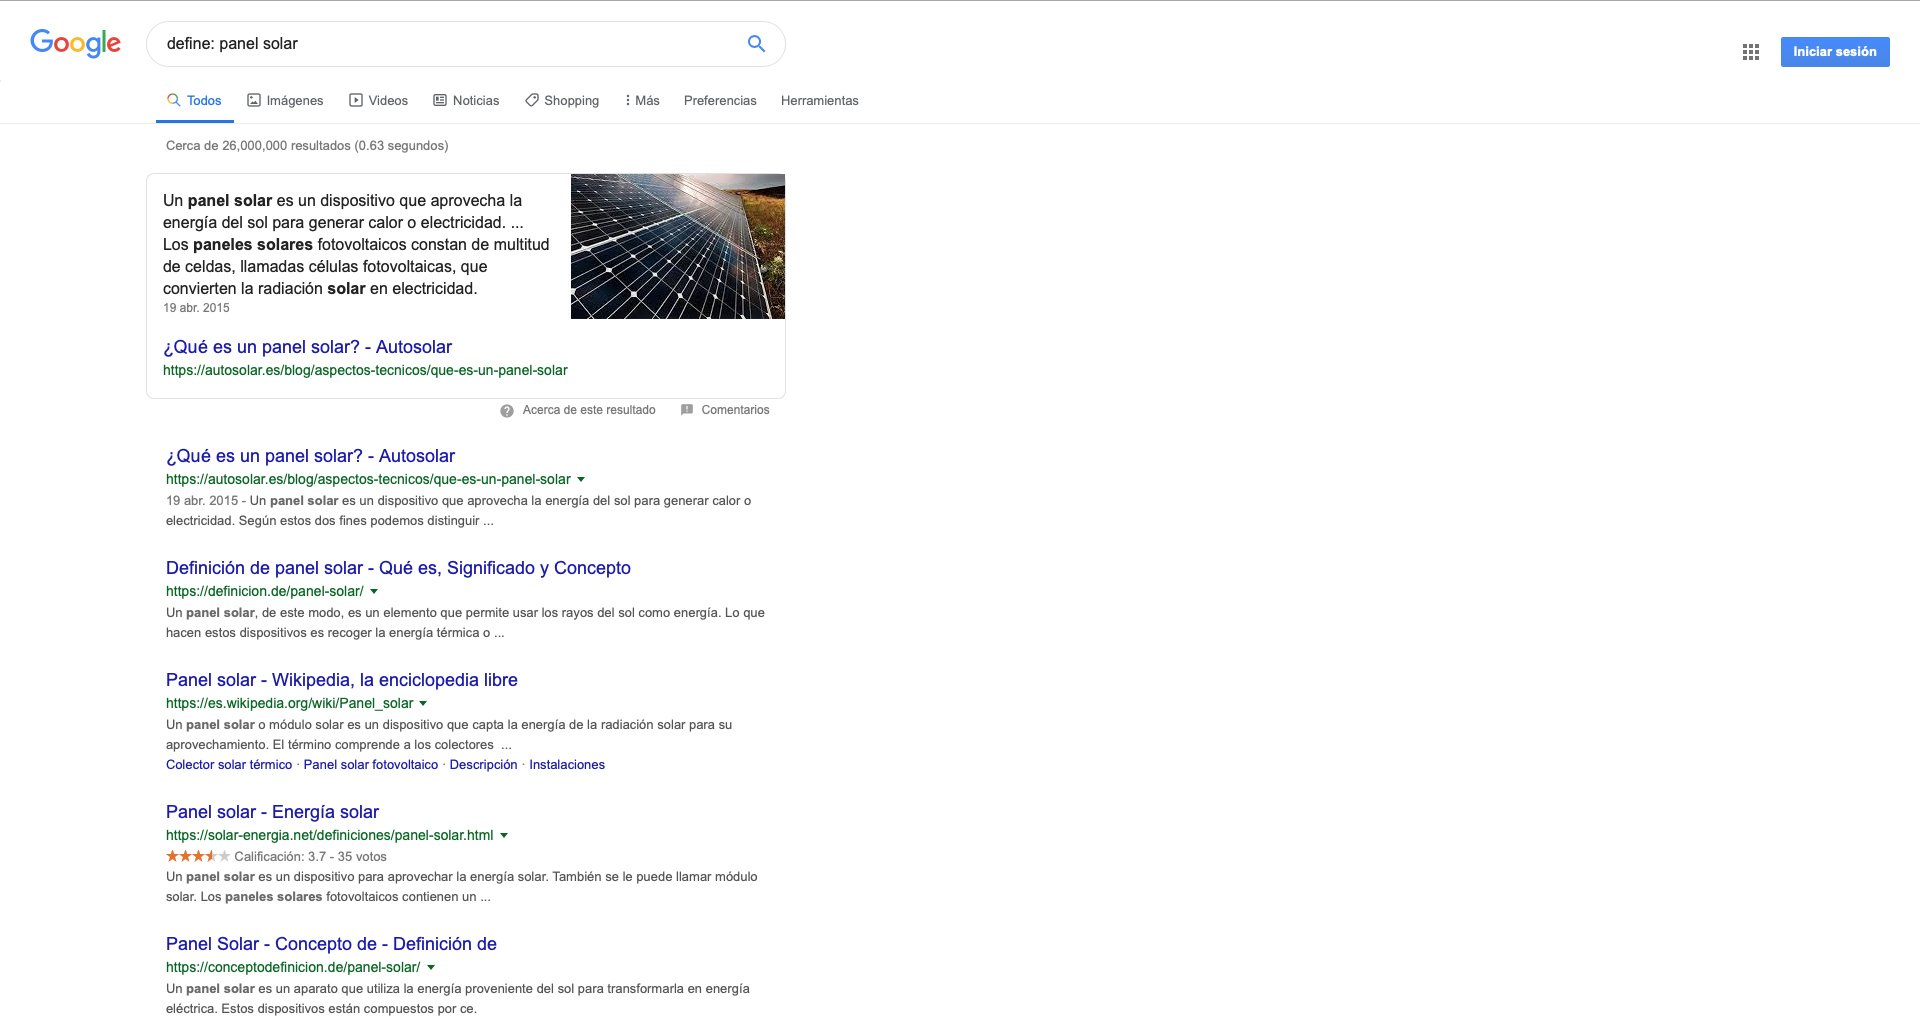 Google
define: panel solar
Iniciar sesión
Todos
Imágenes
Videos
Noticias
Shopping
Más
Preferencias
Herramientas
Cerca de 26,000,000 resultados (0.63 segundos)
Un panel solar es un dispositivo que aprovecha la
energía del sol para generar calor o electricidad. ...
Los paneles solares fotovoltaicos constan de multitud
de celdas, llamadas células fotovoltaicas, que
convierten la radiación solar en electricidad.
19 abr. 2015
¿Qué es un panel solar? - Autosolar
https://autosolar.es/blog/aspectos-tecnicos/que-es-un-panel-solar
Acerca de este resultado
Comentarios
¿Qué es un panel solar? - Autosolar
https://autosolar.es/blog/aspectos-tecnicos/que-es-un-panel-solar
19 abr. 2015 - Un panel solar es un dispositivo que aprovecha la energía del sol para generar calor o
electricidad. Según estos dos fines podemos distinguir ...
Definición de panel solar - Qué es, Significado y Concepto
https://definicion.de/panel-solar/
Un panel solar, de este modo, es un elemento que permite usar los rayos del sol como energía. Lo que
hacen estos dispositivos es recoger la energía térmica o ...
Panel solar - Wikipedia, la enciclopedia libre
https://es.wikipedia.org/wiki/Panel_solar
Un panel solar o módulo solar es un dispositivo que capta la energía de la radiación solar para su
aprovechamiento. El término comprende a los colectores ...
Colector solar térmico · Panel solar fotovoltaico · Descripción · Instalaciones
Panel solar - Energía solar
https://solar-energia.net/definiciones/panel-solar.html
Calificación: 3.7 - 35 votos
Un panel solar es un dispositivo para aprovechar la energía solar. También se le puede llamar módulo
solar. Los paneles solares fotovoltaicos contienen un ...
Panel Solar - Concepto de - Definición de
https://conceptodefinicion.de/panel-solar/
Un panel solar es un aparato que utiliza la energía proveniente del sol para transformarla en energía
eléctrica. Estos dispositivos están compuestos por ce.